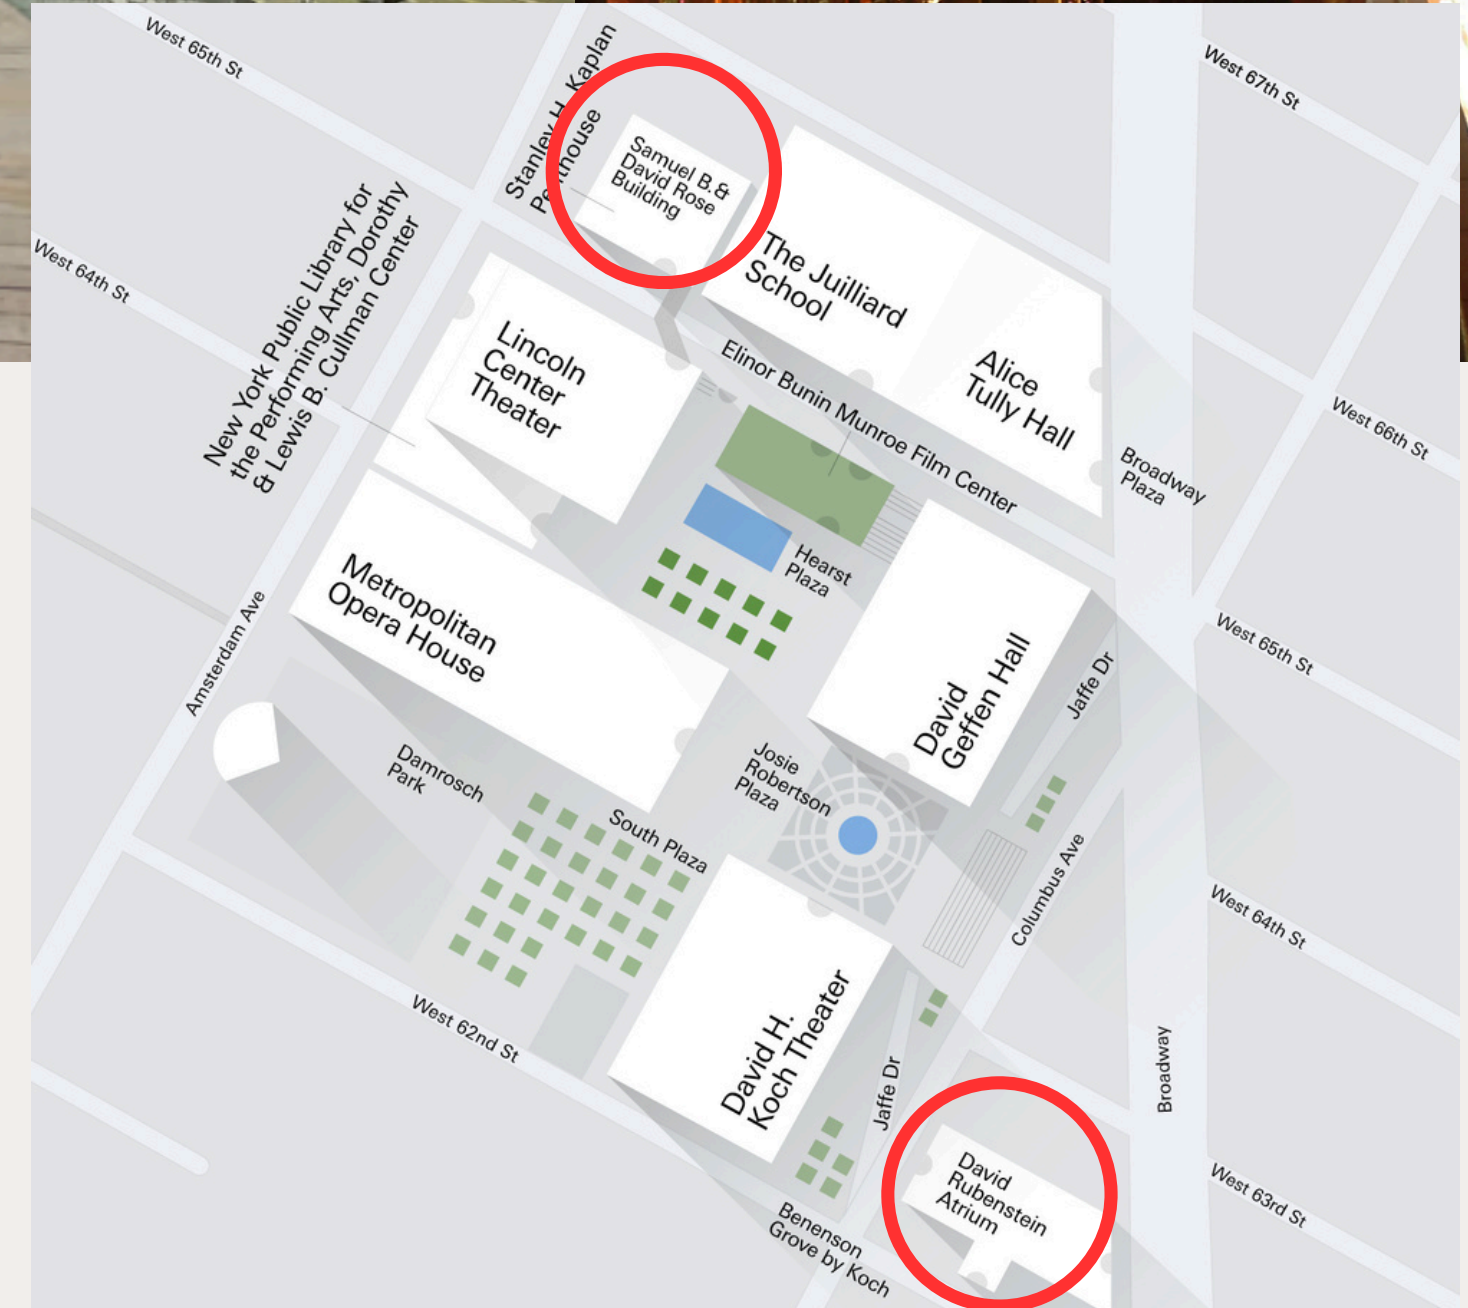 West 65th St
Stanley H. Kaplan
Penthouse
West 67th St
Samuel B. &
David Rose
Building
New York Public Library for
the Performing Arts, Dorothy
& Lewis B. Cullman Center
West 64th St
The Juilliard
School
Lincoln
Center
Theater
Elinor Bunin Munroe Film Center
Alice
Tully Hall
West 66th St
Broadway
Plaza
Hearst
Plaza
Metropolitan
Opera House
Amsterdam Ave
David
Geffen Hall
Jaffe Dr
West 65th St
Damrosch
Park
Josie
Robertson
Plaza
South Plaza
Columbus Ave
West 64th St
West 62nd St
David H.
Koch Theater
Jaffe Dr
Broadway
David
Rubenstein
Atrium
West 63rd St
Benenson
Grove by Koch